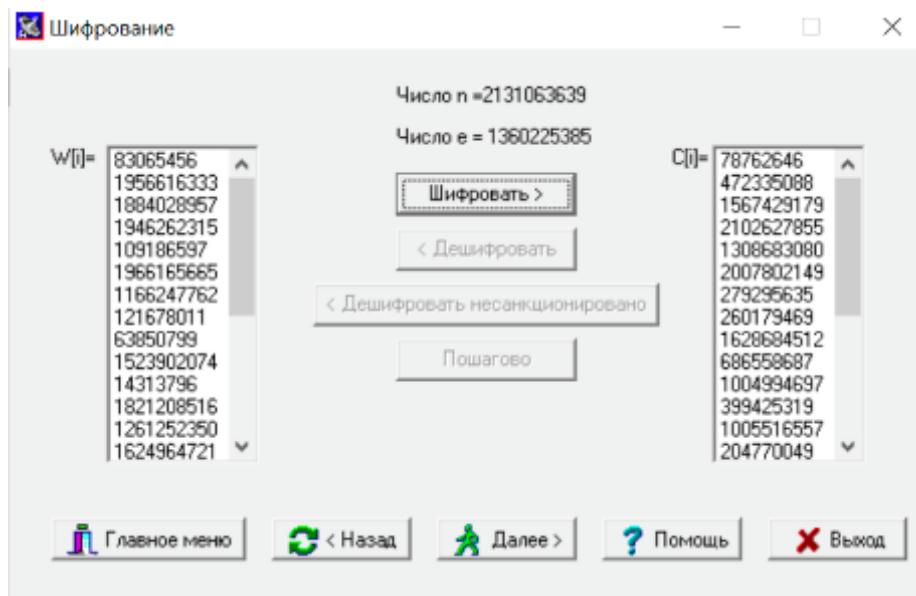 Шифрование
Число n =2131063639
Число e = 1360225385
W[i]=
83065456
1956616333
1884028957
1946262315
109186597
1966165665
1166247762
121678011
63850799
1523902074
14313796
1821208516
1261252350
1624964721
Шифровать >
< Дешифровать
< Дешифровать несанкционировано
Пошагово
C[i]=
78762646
472335088
1567429179
2102627855
1308683080
2007802149
279295635
260179469
1628684512
686558687
1004994697
399425319
1005516557
204770049
Главное меню
< Назад
Далее >
Помощь
Выход